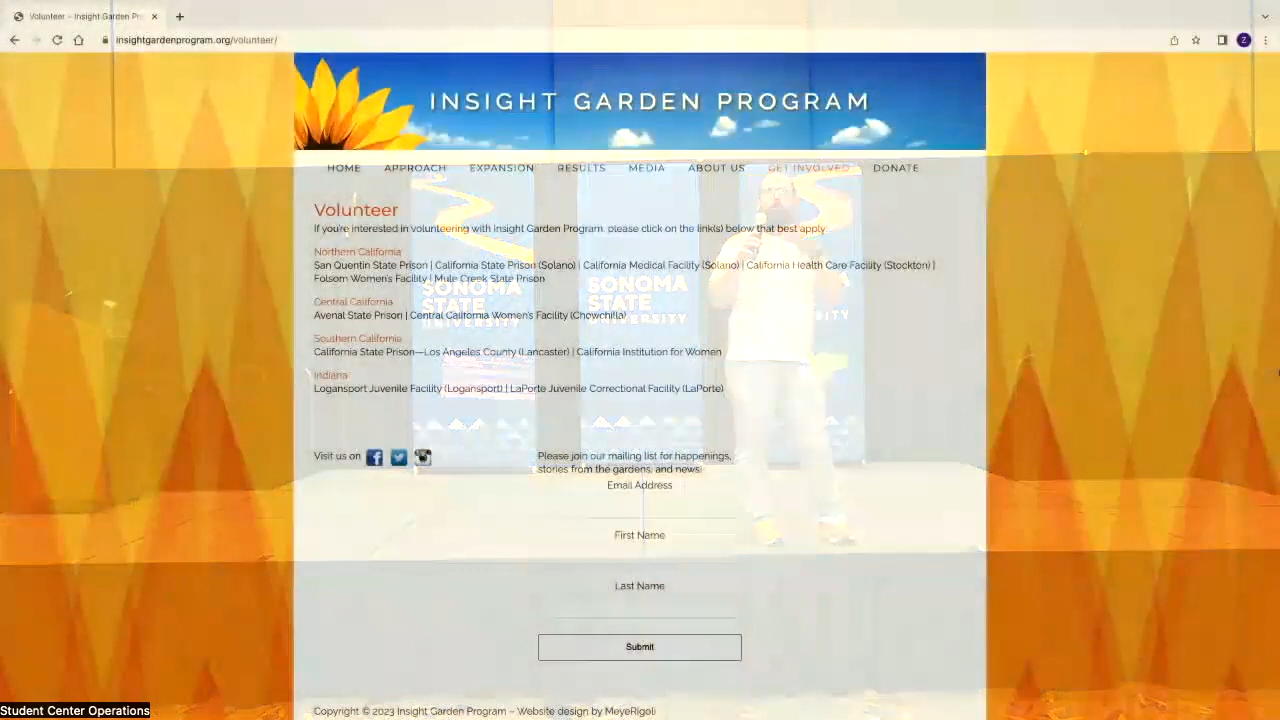 Volunteer – Insight Garden Pro
insightgardenprogram.org/volunteer/
Z
INSIGHT GARDEN PROGRAM
HOME APPROACH EXPANSION RESULTS MEDIA ABOUT US GET INVOLVED DONATE
Volunteer
If you're interested in volunteering with Insight Garden Program, please click on the link(s) below that best apply:
Northern California
San Quentin State Prison | California State Prison (Solano) | California Medical Facility (Solano) | California Health Care Facility (Stockton) |
Folsom Women's Facility | Mule Creek State Prison
Central California
Avenal State Prison | Central California Women's Facility (Chowchilla)
Southern California
California State Prison—Los Angeles County (Lancaster) | California Institution for Women
Indiana
Logansport Juvenile Facility (Logansport) | LaPorte Juvenile Correctional Facility (LaPorte)
SONOMA
STATE
UNIVERSITY
SONOMA
STATE
UNIVERSITY
Visit us on
Please join our mailing list for happenings,
stories from the gardens, and news!
Email Address
First Name
Last Name
Submit
Copyright © 2023 Insight Garden Program – Website design by MeyeRigoli
Student Center Operations